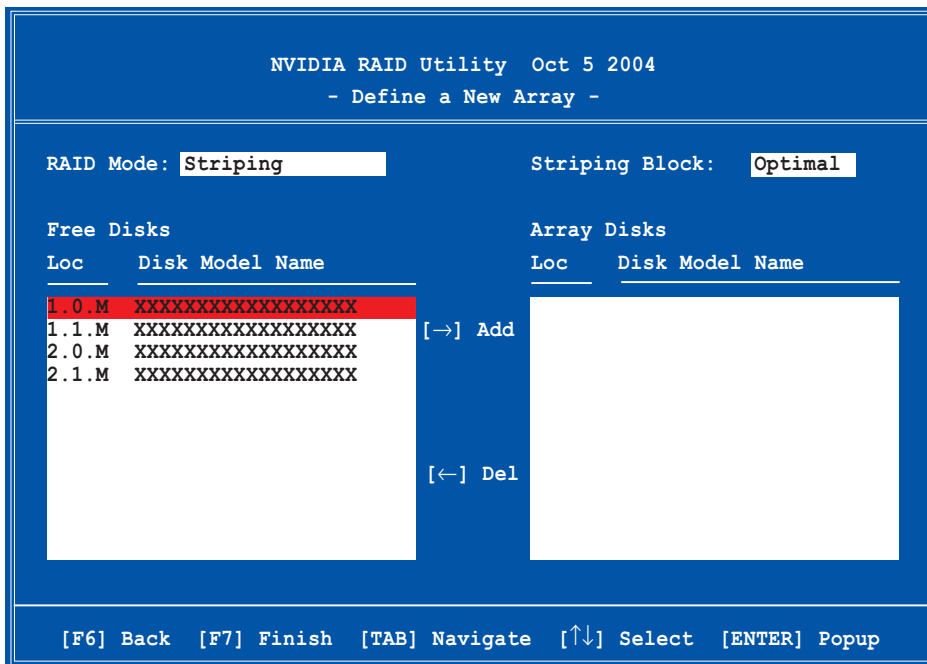 NVIDIA RAID Utility Oct 5 2004
- Define a New Array -
RAID Mode: Striping
Striping Block: Optimal
Free Disks
Loc Disk Model Name
1.0.M XXXXXXXXXXXXXXXXXX
1.1.M XXXXXXXXXXXXXXXXXX
2.0.M XXXXXXXXXXXXXXXXXX
2.1.M XXXXXXXXXXXXXXXXXX
[→] Add
[←] Del
Array Disks
Loc Disk Model Name
[F6] Back [F7] Finish [TAB] Navigate [↑↓] Select [ENTER] Popup